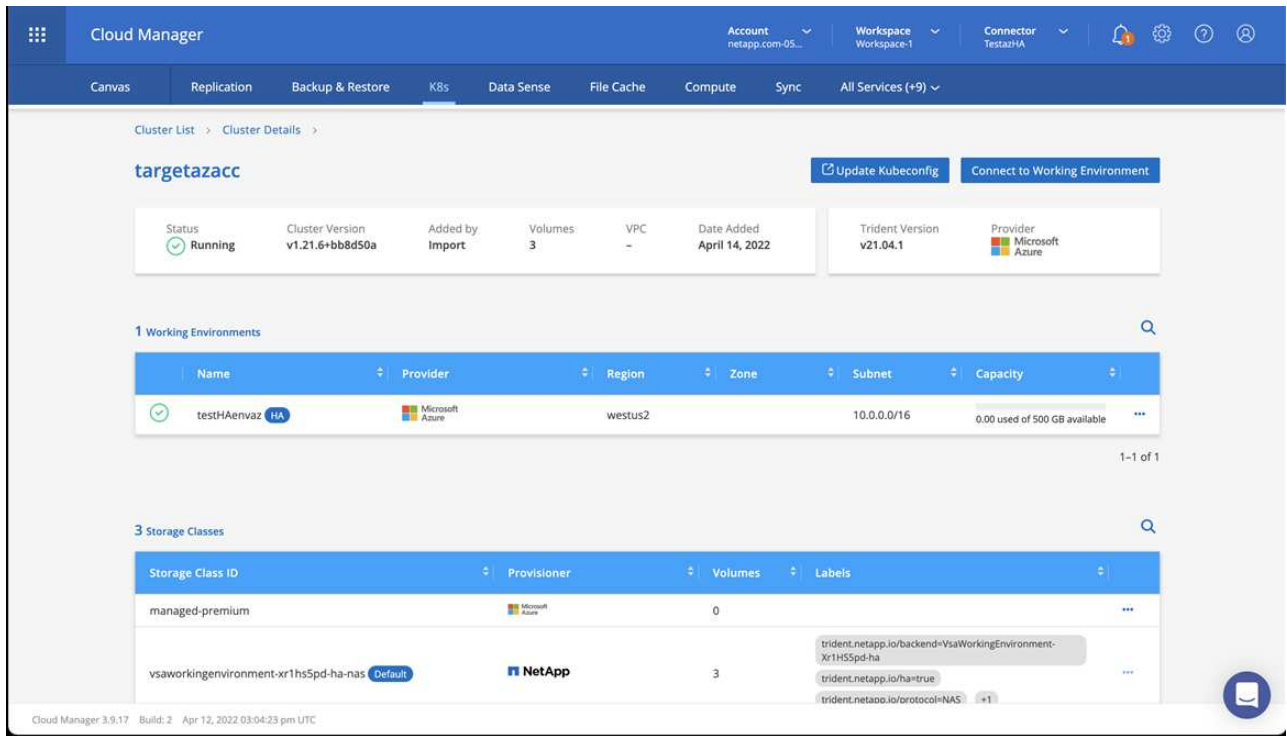 Cloud Manager
Account
netapp.com-05...
Workspace
Workspace-1
Connector
TestazHA
1
Canvas
Replication
Backup & Restore
K8s
Data Sense
File Cache
Compute
Sync
All Services (+9)
Cluster List > Cluster Details >
targetazacc
Update Kubeconfig
Connect to Working Environment
Status
Running
Cluster Version
v1.21.6+bb8d50a
Added by
Import
Volumes
3
VPC
–
Date Added
April 14, 2022
Trident Version
v21.04.1
Provider
Microsoft
Azure
1 Working Environments
Name Provider Region Zone Subnet Capacity
testHAenvaz HA
Microsoft
Azure
westus2
10.0.0.0/16
0.00 used of 500 GB available
1–1 of 1
3 Storage Classes
Storage Class ID Provisioner Volumes Labels
managed-premium
Microsoft
Azure
0
vsaworkingenvironment-xr1hs5pd-ha-nas Default
NetApp
3
trident.netapp.io/backend=VsaWorkingEnvironment-
Xr1HS5pd-ha
trident.netapp.io/ha=true
trident.netapp.io/protocol=NAS +1
Cloud Manager 3.9.17 Build: 2 Apr 12, 2022 03:04:23 pm UTC